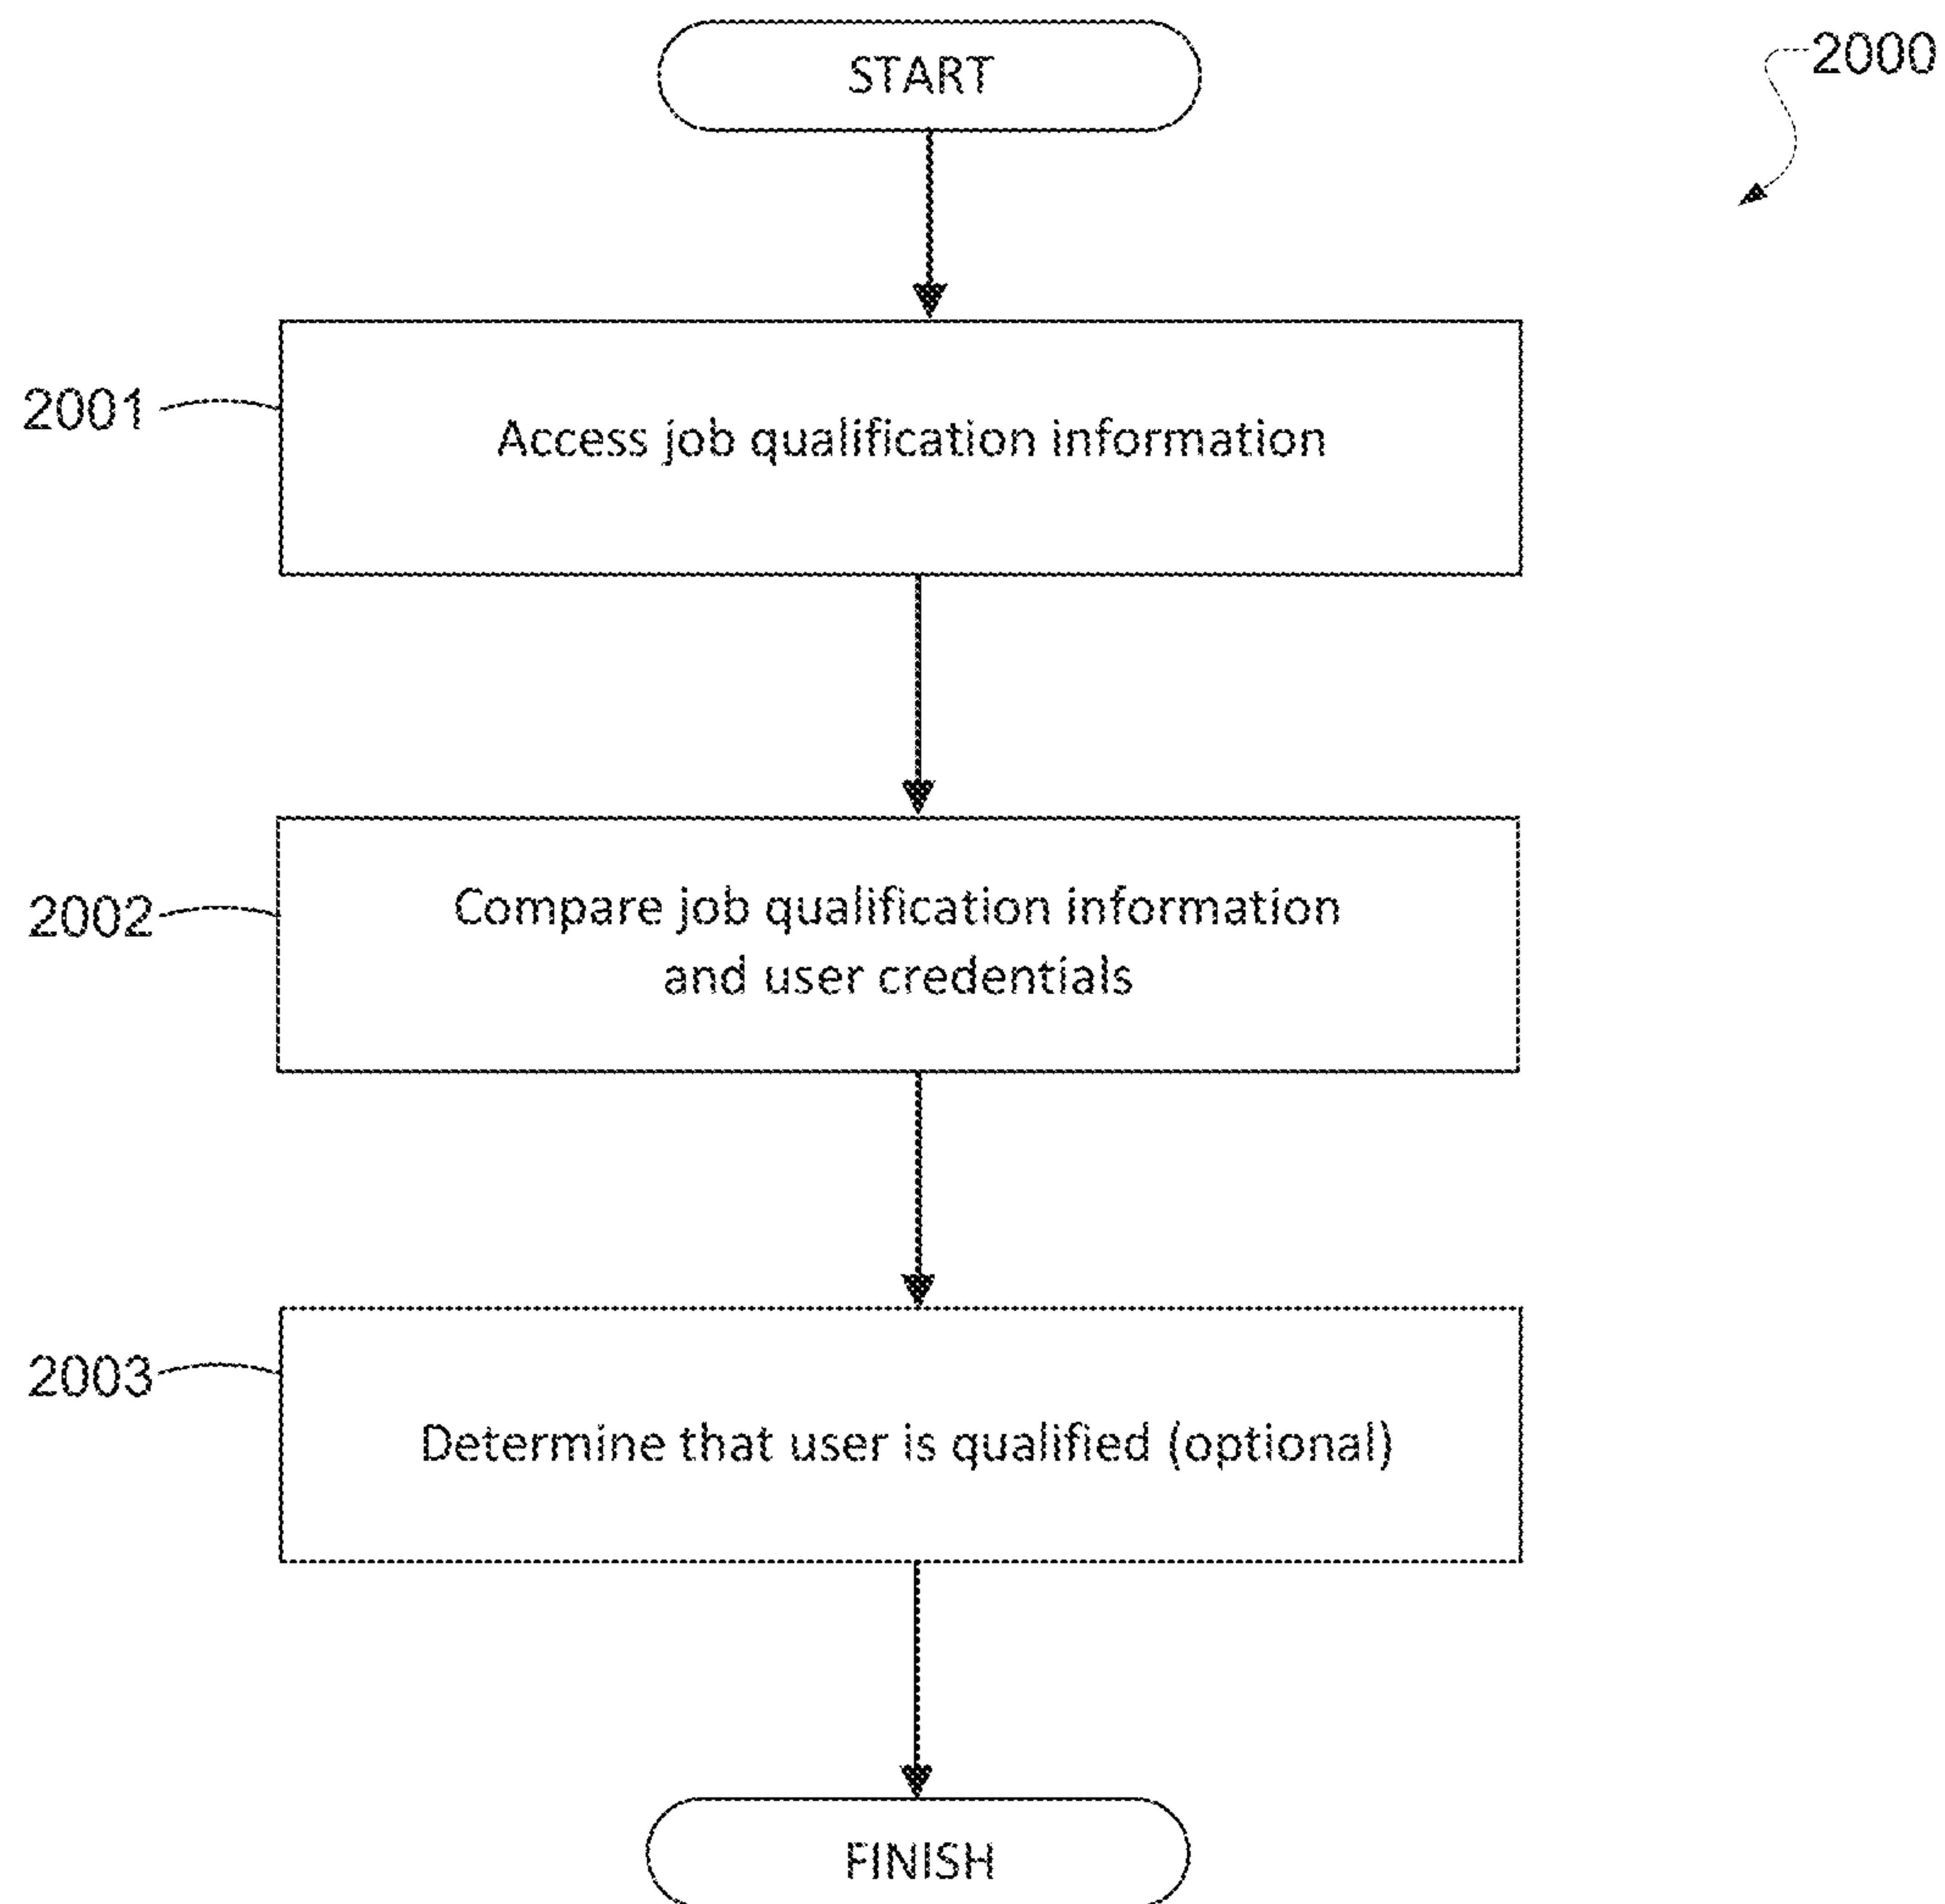 START
2000
2001
Access job qualification information
2002
Compare job qualification information
and user credentials
2003
Determine that user is qualified (optional)
FINISH